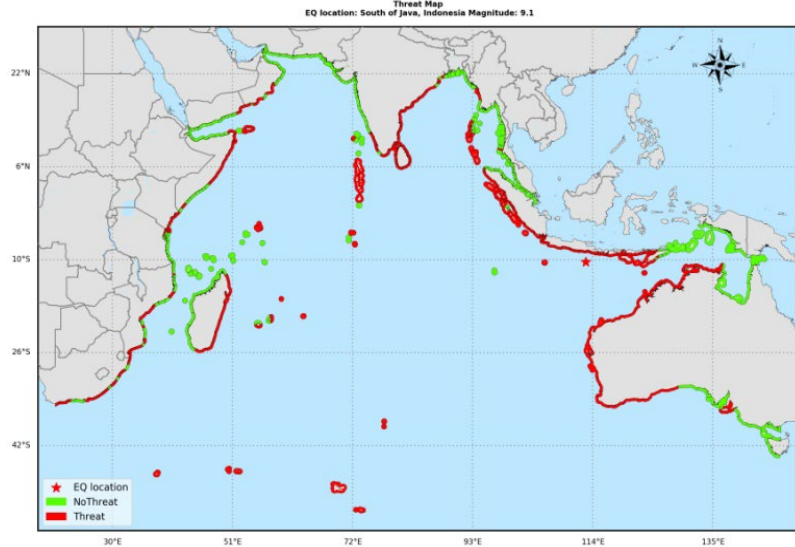 Threat Map
EQ location: South of Java, Indonesia Magnitude: 9.1
N
W E
S
22°N
6°N
10°S
26°S
42°S
EQ location
NoThreat
Threat
30°E 51°E 72°E 93°E 114°E 135°E